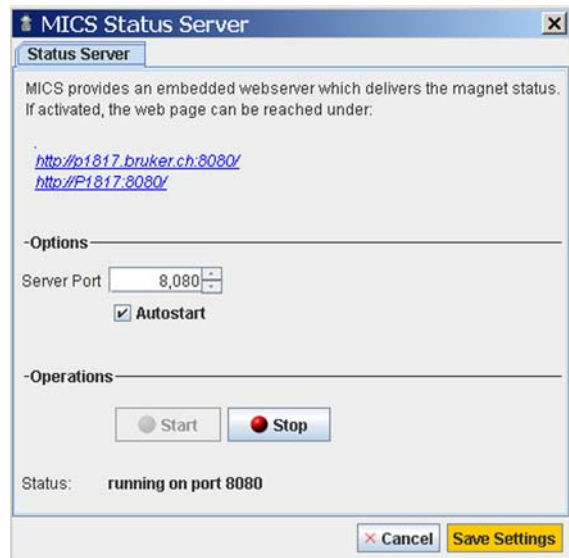 MICS Status Server
Status Server
MICS provides an embedded webserver which delivers the magnet status.
If activated, the web page can be reached under:
.
http://p1817.bruker.ch:8080/
http://P1817:8080/
Options
Server Port 8,080
Autostart
Operations
Start Stop
Status: running on port 8080
Cancel Save Settings